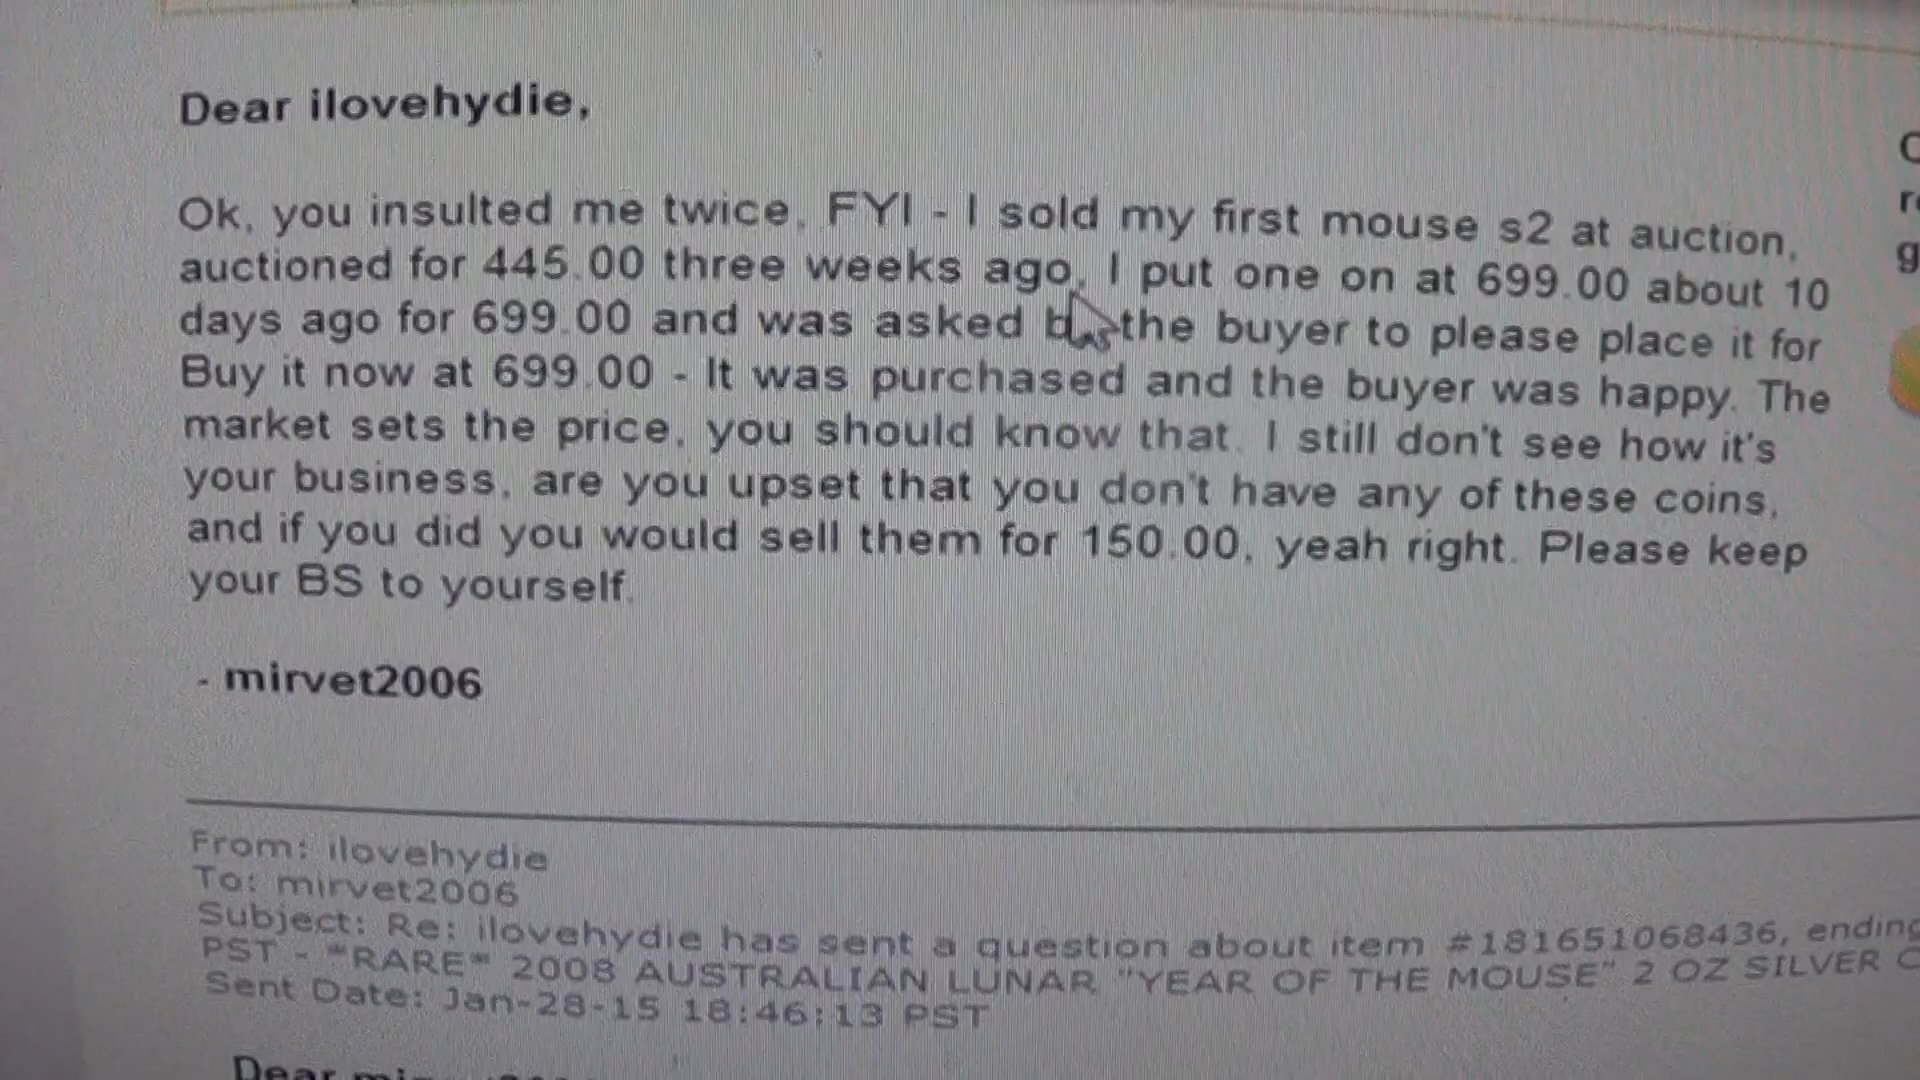 Dear ilovehydie,
Ok, you insulted me twice, FYI - I sold my first mouse s2 at auction,
auctioned for 445.00 three weeks ago, I put one on at 699.00 about 10
days ago for 699.00 and was asked the buyer to please place it for
Buy it now at 699.00 - It was purchased and the buyer was happy. The
market sets the price, you should know that. I still don't see how it's
your business, are you upset that you don't have any of these coins,
and if you did you would sell them for 150.00, yeah right. Please keep
your BS to yourself.
- mirvet2006
From: ilovehydie
To: mirvet2006
Subject: Re: ilovehydie has sent a question about item #181651068436, ending
PST - *RARE* 2008 AUSTRALIAN LUNAR "YEAR OF THE MOUSE" 2 OZ SILVER
Sent Date: Jan-28-15 18:46:13 PST
Dear